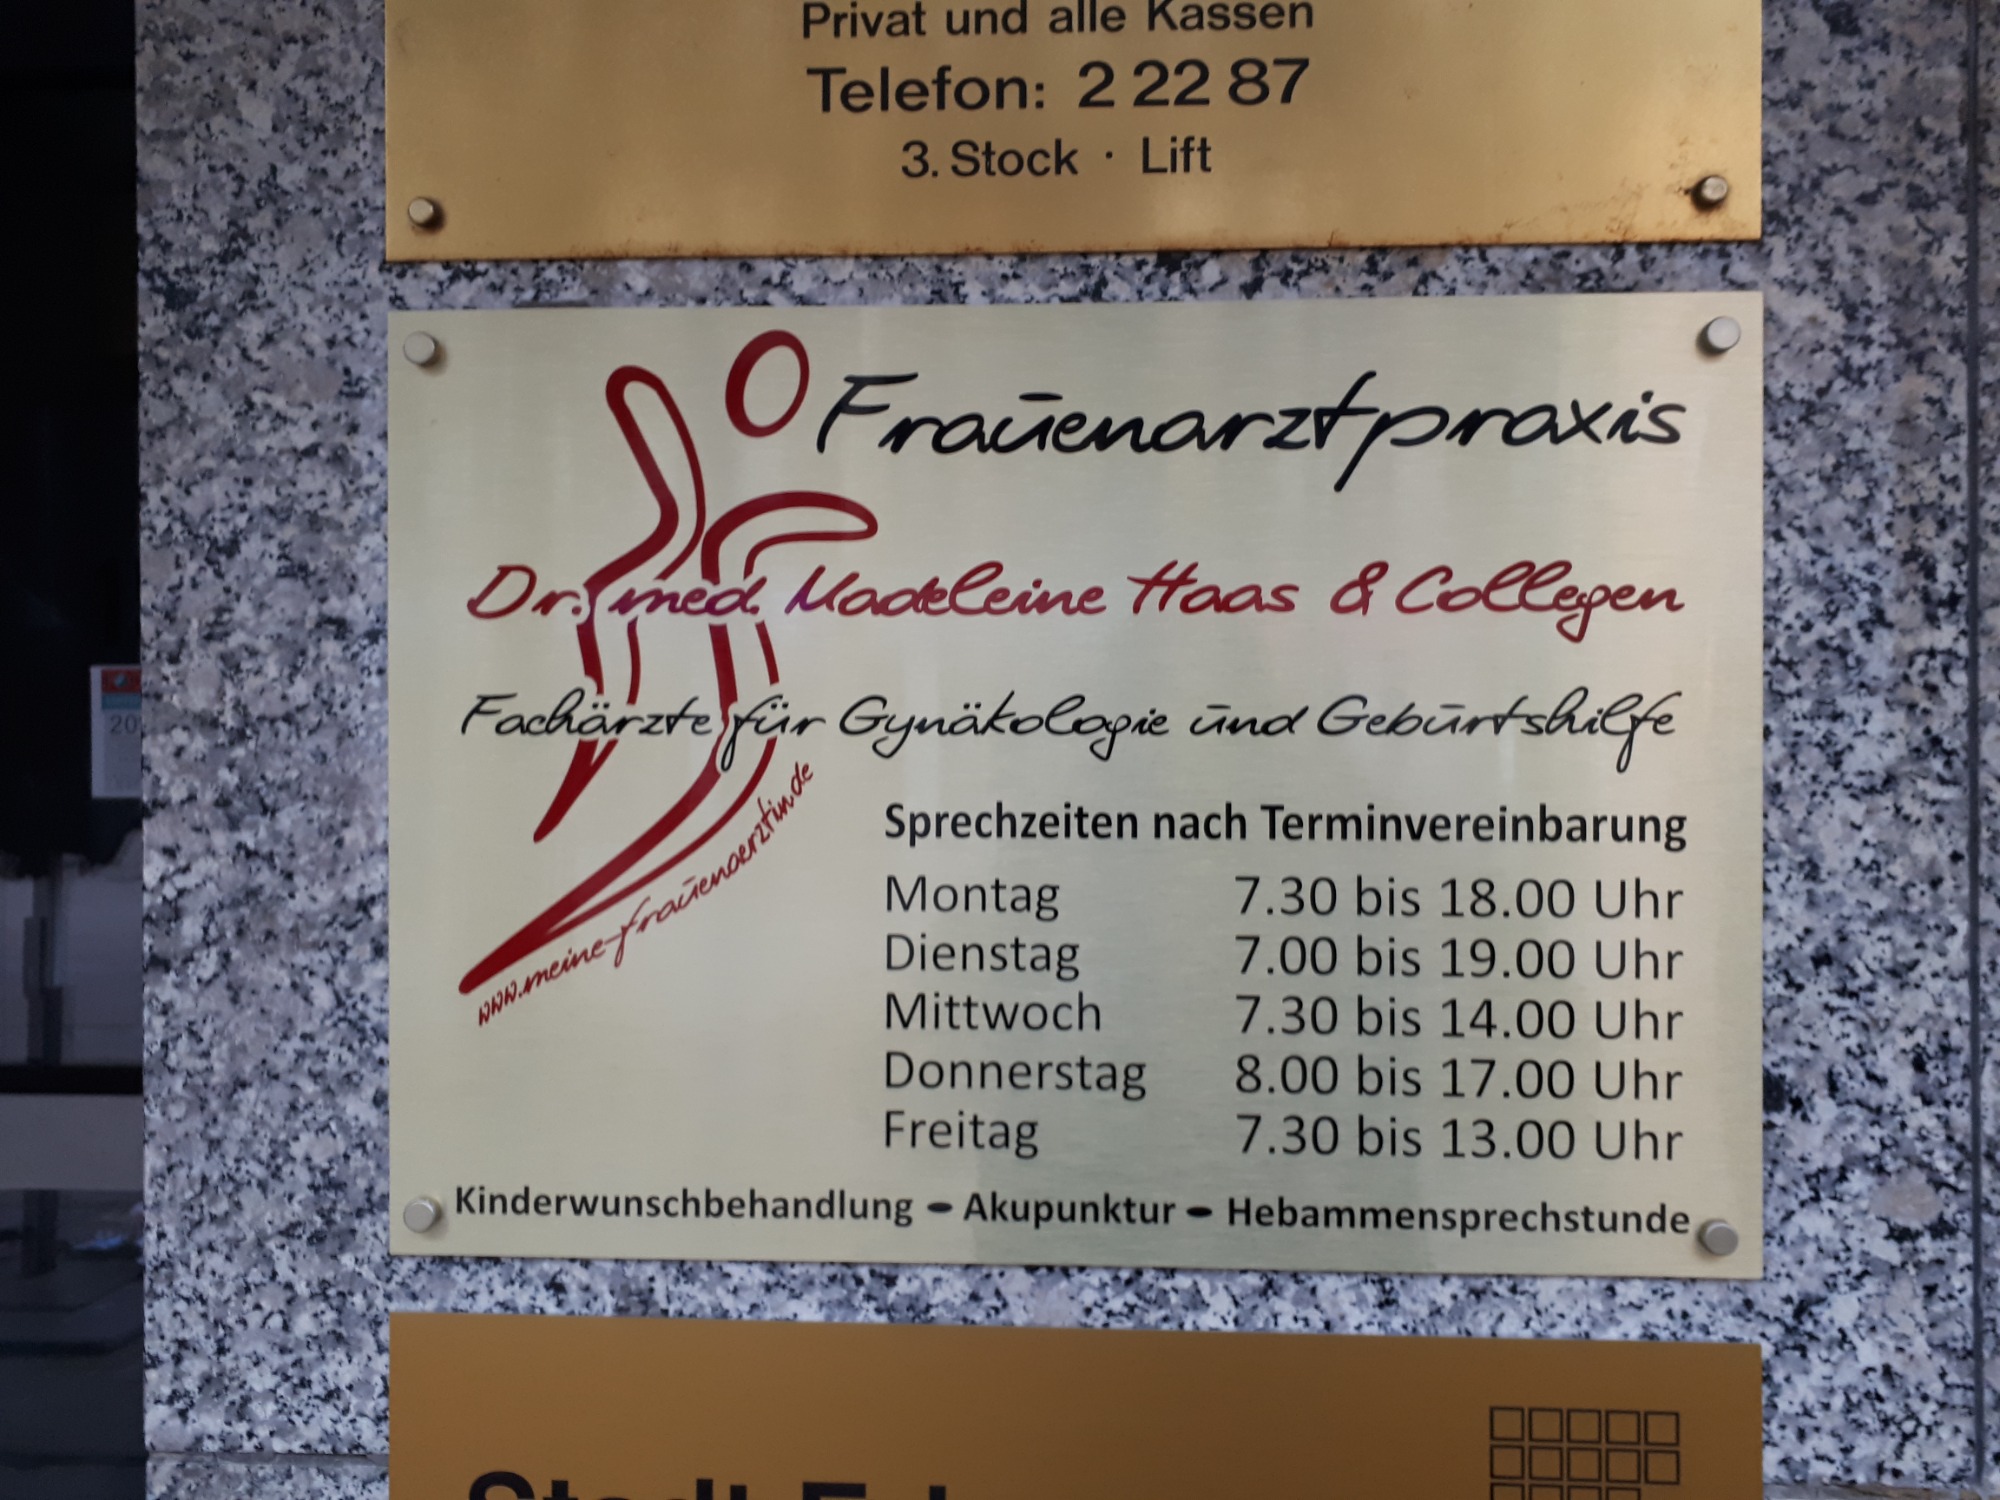 Privat und alle Kassen
Telefon: 2 22 87
3. Stock · Lift
Frauenarztpraxis
Dr. med. Madeleine Haas & Collegen
Fachärzte für Gynäkologie und Geburtshilfe
www.meine-frauenaerztin.de
Sprechzeiten nach Terminvereinbarung
Montag 7.30 bis 18.00 Uhr
Dienstag 7.00 bis 19.00 Uhr
Mittwoch 7.30 bis 14.00 Uhr
Donnerstag 8.00 bis 17.00 Uhr
Freitag 7.30 bis 13.00 Uhr
Kinderwunschbehandlung - Akupunktur - Hebammensprechstunde